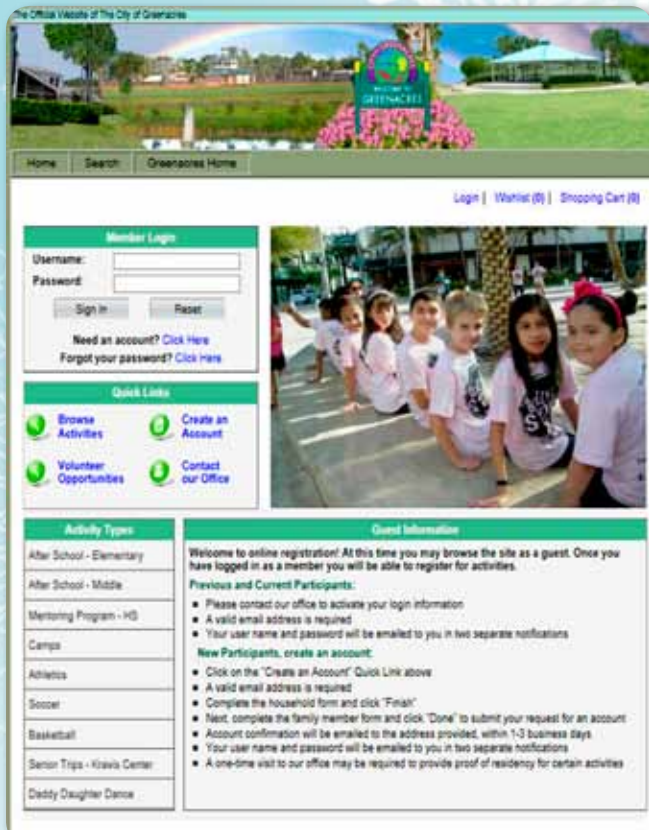 The Official Website of The City of Greenacres
WELCOME TO
GREENACRES
Home Search Greenacres Home
Login | Wishlist (0) | Shopping Cart (0)
Member Login
Username:
Password:
Sign In Reset
Need an account? Click Here
Forgot your password? Click Here
Quick Links
Browse Activities
Create an Account
Volunteer Opportunities
Contact our Office
Activity Types
After School - Elementary
After School - Middle
Mentoring Program - HS
Camps
Athletics
Soccer
Basketball
Senior Trips - Kravis Center
Daddy Daughter Dance
Guest Information
Welcome to online registration! At this time you may browse the site as a guest. Once you
have logged in as a member you will be able to register for activities.
Previous and Current Participants:
Please contact our office to activate your login information
A valid email address is required
Your user name and password will be emailed to you in two separate notifications
New Participants, create an account:
Click on the "Create an Account" Quick Link above
A valid email address is required
Complete the household form and click "Finish"
Next, complete the family member form and click "Done" to submit your request for an account
Account confirmation will be emailed to the address provided, within 1-3 business days
Your user name and password will be emailed to you in two separate notifications
A one-time visit to our office may be required to provide proof of residency for certain activities